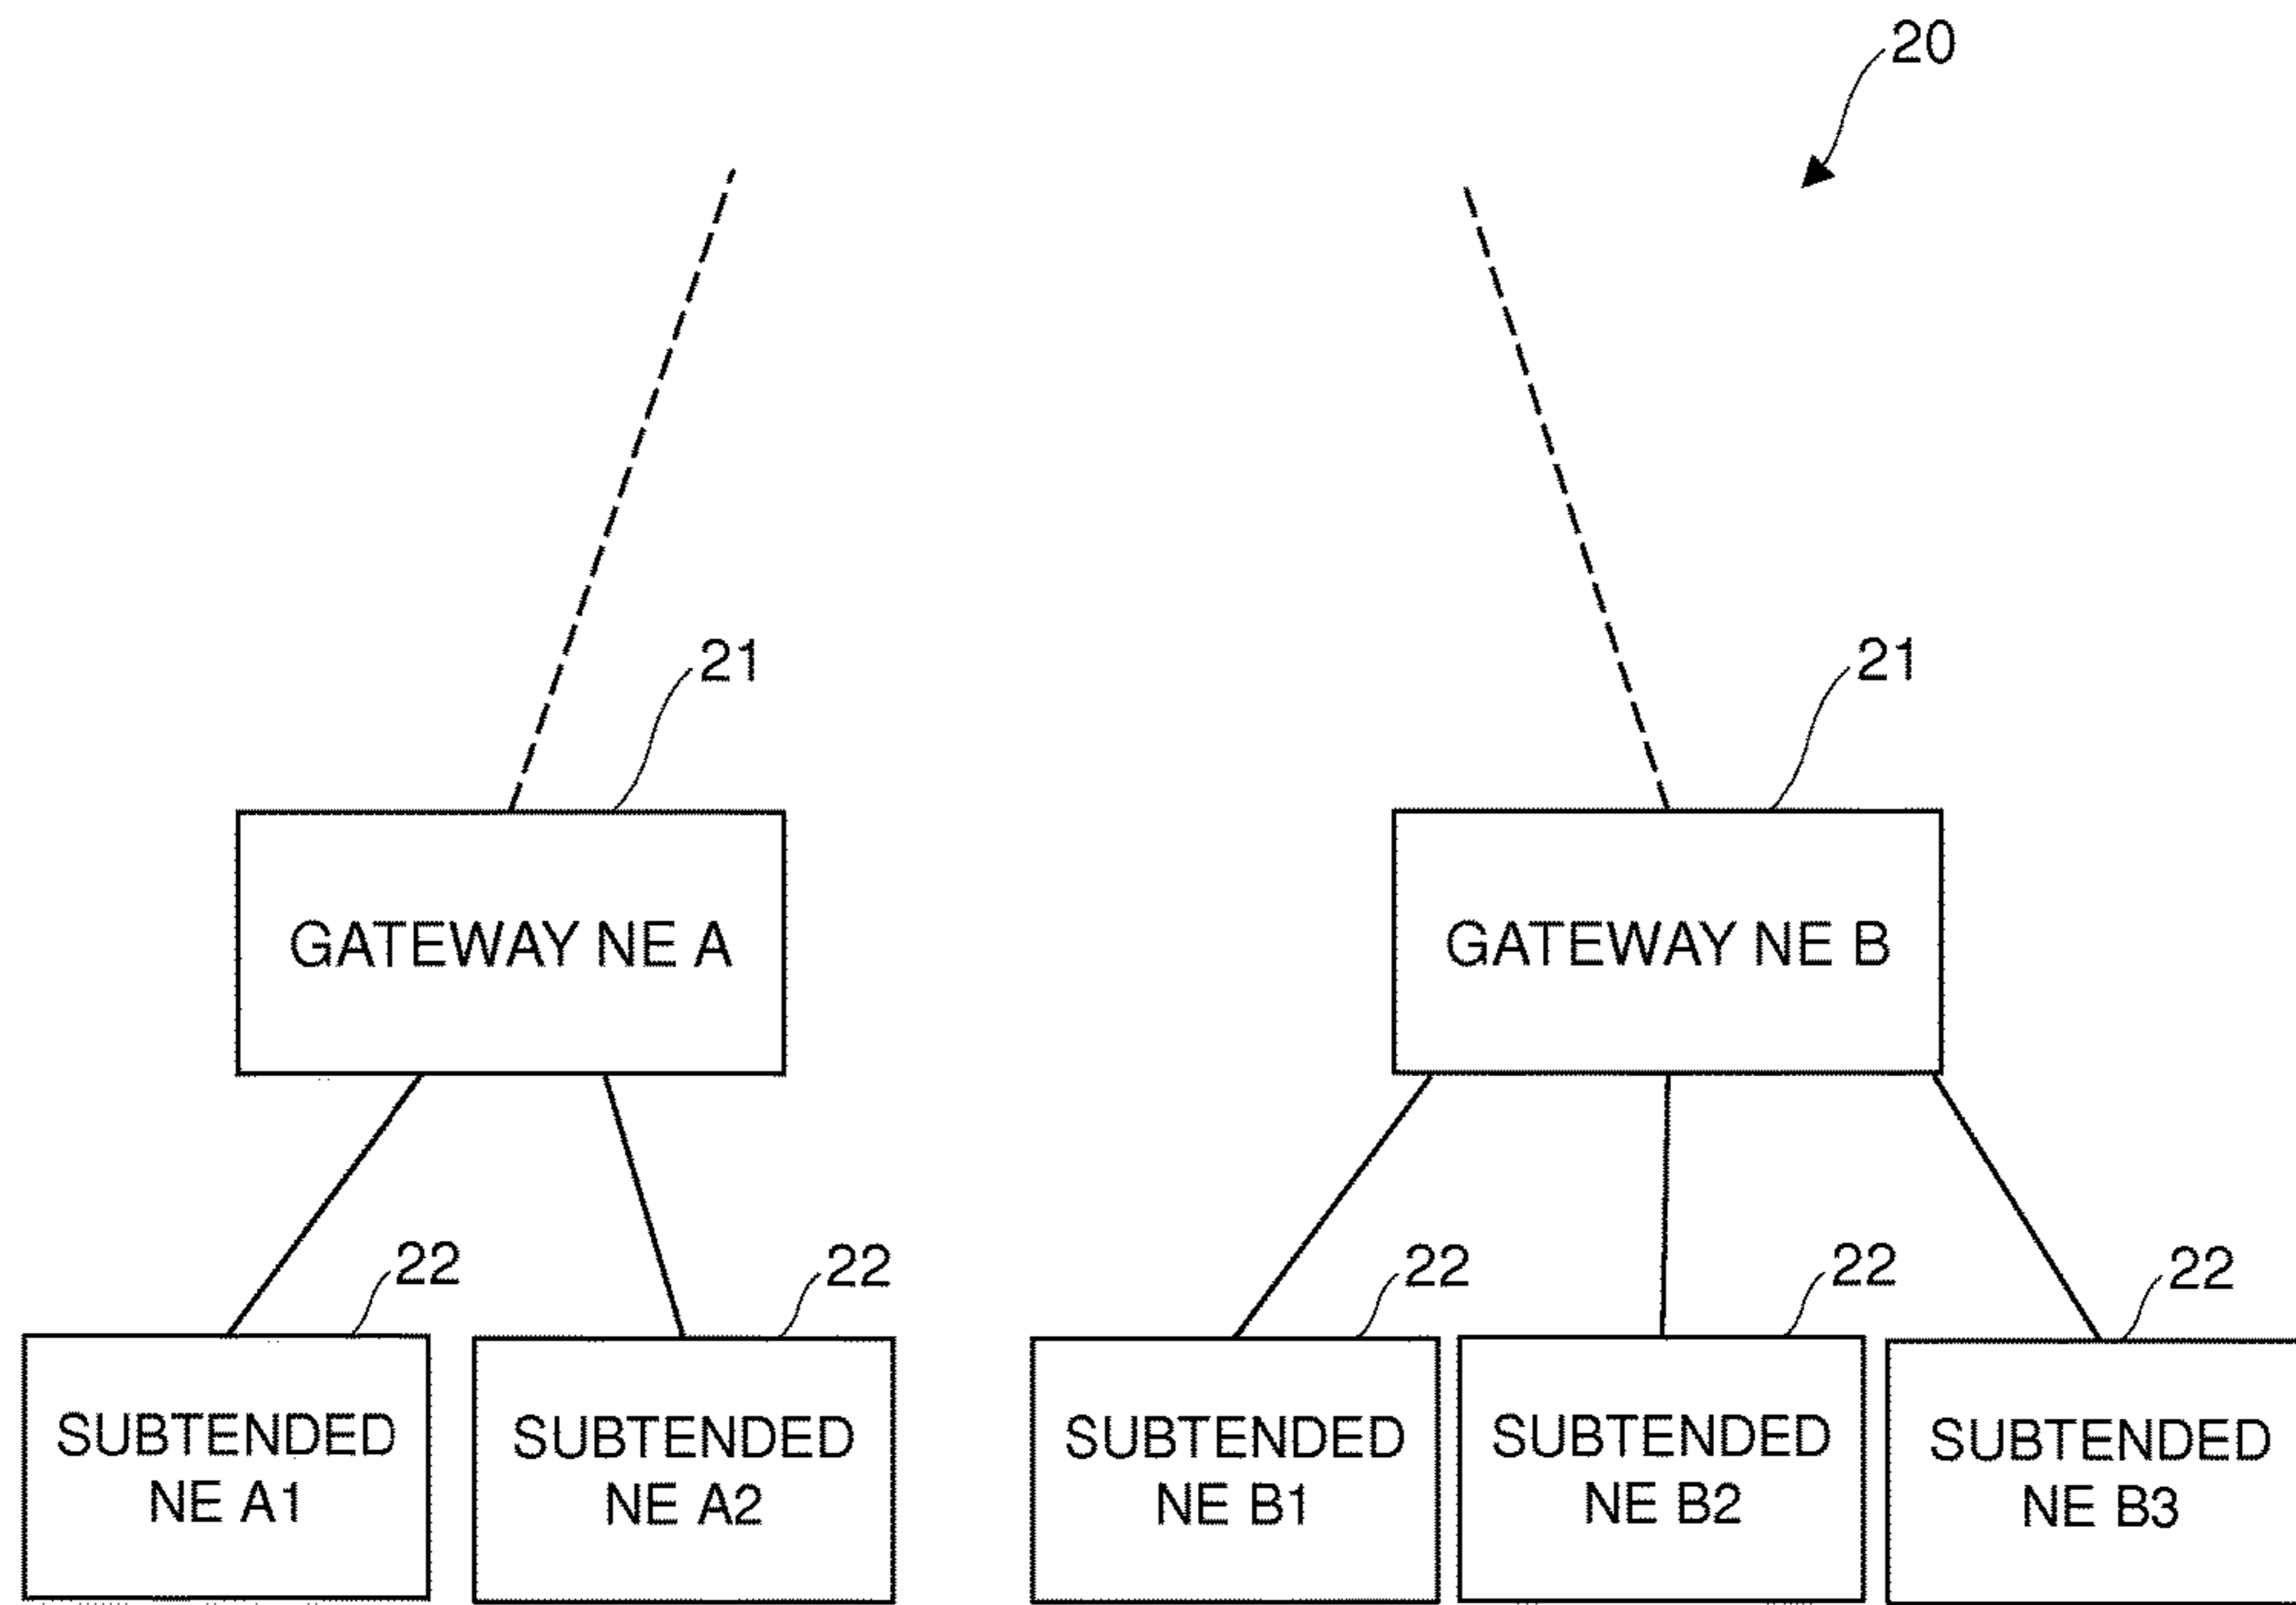 20
21
21
GATEWAY NE A
GATEWAY NE B
22
22
22
22
22
SUBTENDED
NE A1
SUBTENDED
NE A2
SUBTENDED
NE B1
SUBTENDED
NE B2
SUBTENDED
NE B3